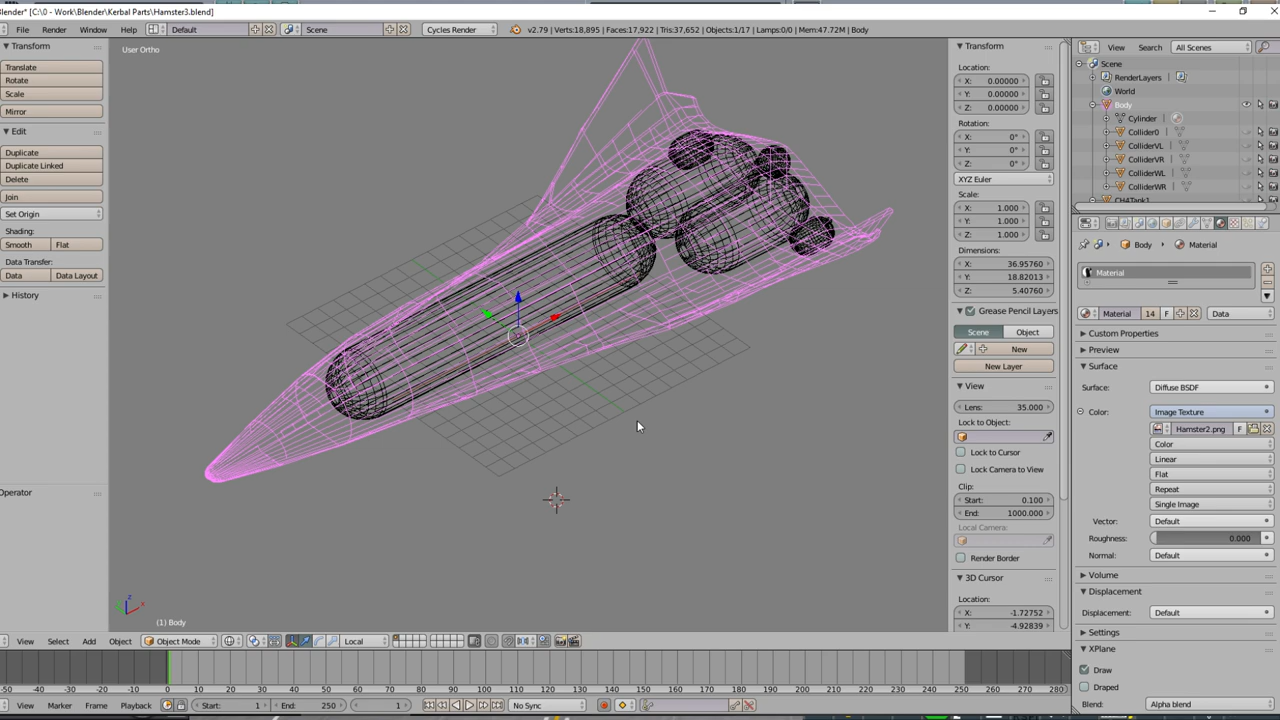 Blender* [C:\0 - Work\Blender\Kerbal Parts\Hamster3.blend]
File Render Window Help Default Scene Cycles Render v2.79 | Verts:18,895 | Faces:17,922 | Tris:37,652 | Objects:1/17 | Lamps:0/0 | Mem:47.72M | Body
Transform
Translate
Rotate
Scale
Mirror
Edit
Duplicate
Duplicate Linked
Delete
Join
Set Origin
Shading:
Smooth Flat
Data Transfer:
Data Data Layout
History
Operator
User Ortho
(1) Body
Transform
Location:
X: 0.00000
Y: 0.00000
Z: 0.00000
Rotation:
X: 0°
Y: 0°
Z: 0°
XYZ Euler
Scale:
X: 1.000
Y: 1.000
Z: 1.000
Dimensions:
X: 36.95760
Y: 18.82013
Z: 5.40760
Grease Pencil Layers
Scene Object
New
New Layer
View
Lens: 35.000
Lock to Object:
Lock to Cursor
Lock Camera to View
Clip:
Start: 0.100
End: 1000.000
Local Camera:
Render Border
3D Cursor
Location:
X: -1.72752
Y: -4.92839
View Search All Scenes
Scene
RenderLayers
World
Body
Cylinder
Collider0
ColliderVL
ColliderVR
ColliderWL
ColliderWR
CH4Tank1
Body Material
Material
Material 14 F Data
Custom Properties
Preview
Surface
Surface: Diffuse BSDF
Color: Image Texture
Hamster2.png F
Color
Linear
Flat
Repeat
Single Image
Vector: Default
Roughness: 0.000
Normal: Default
Volume
Displacement
Displacement: Default
Settings
XPlane
Draw
Draped
Blend: Alpha blend
View Select Add Object Object Mode Local
-50 -40 -30 -20 -10 0 10 20 30 40 50 60 70 80 90 100 110 120 130 140 150 160 170 180 190 200 210 220 230 240 250 260 270 280
View Marker Frame Playback Start: 1 End: 250 1 No Sync